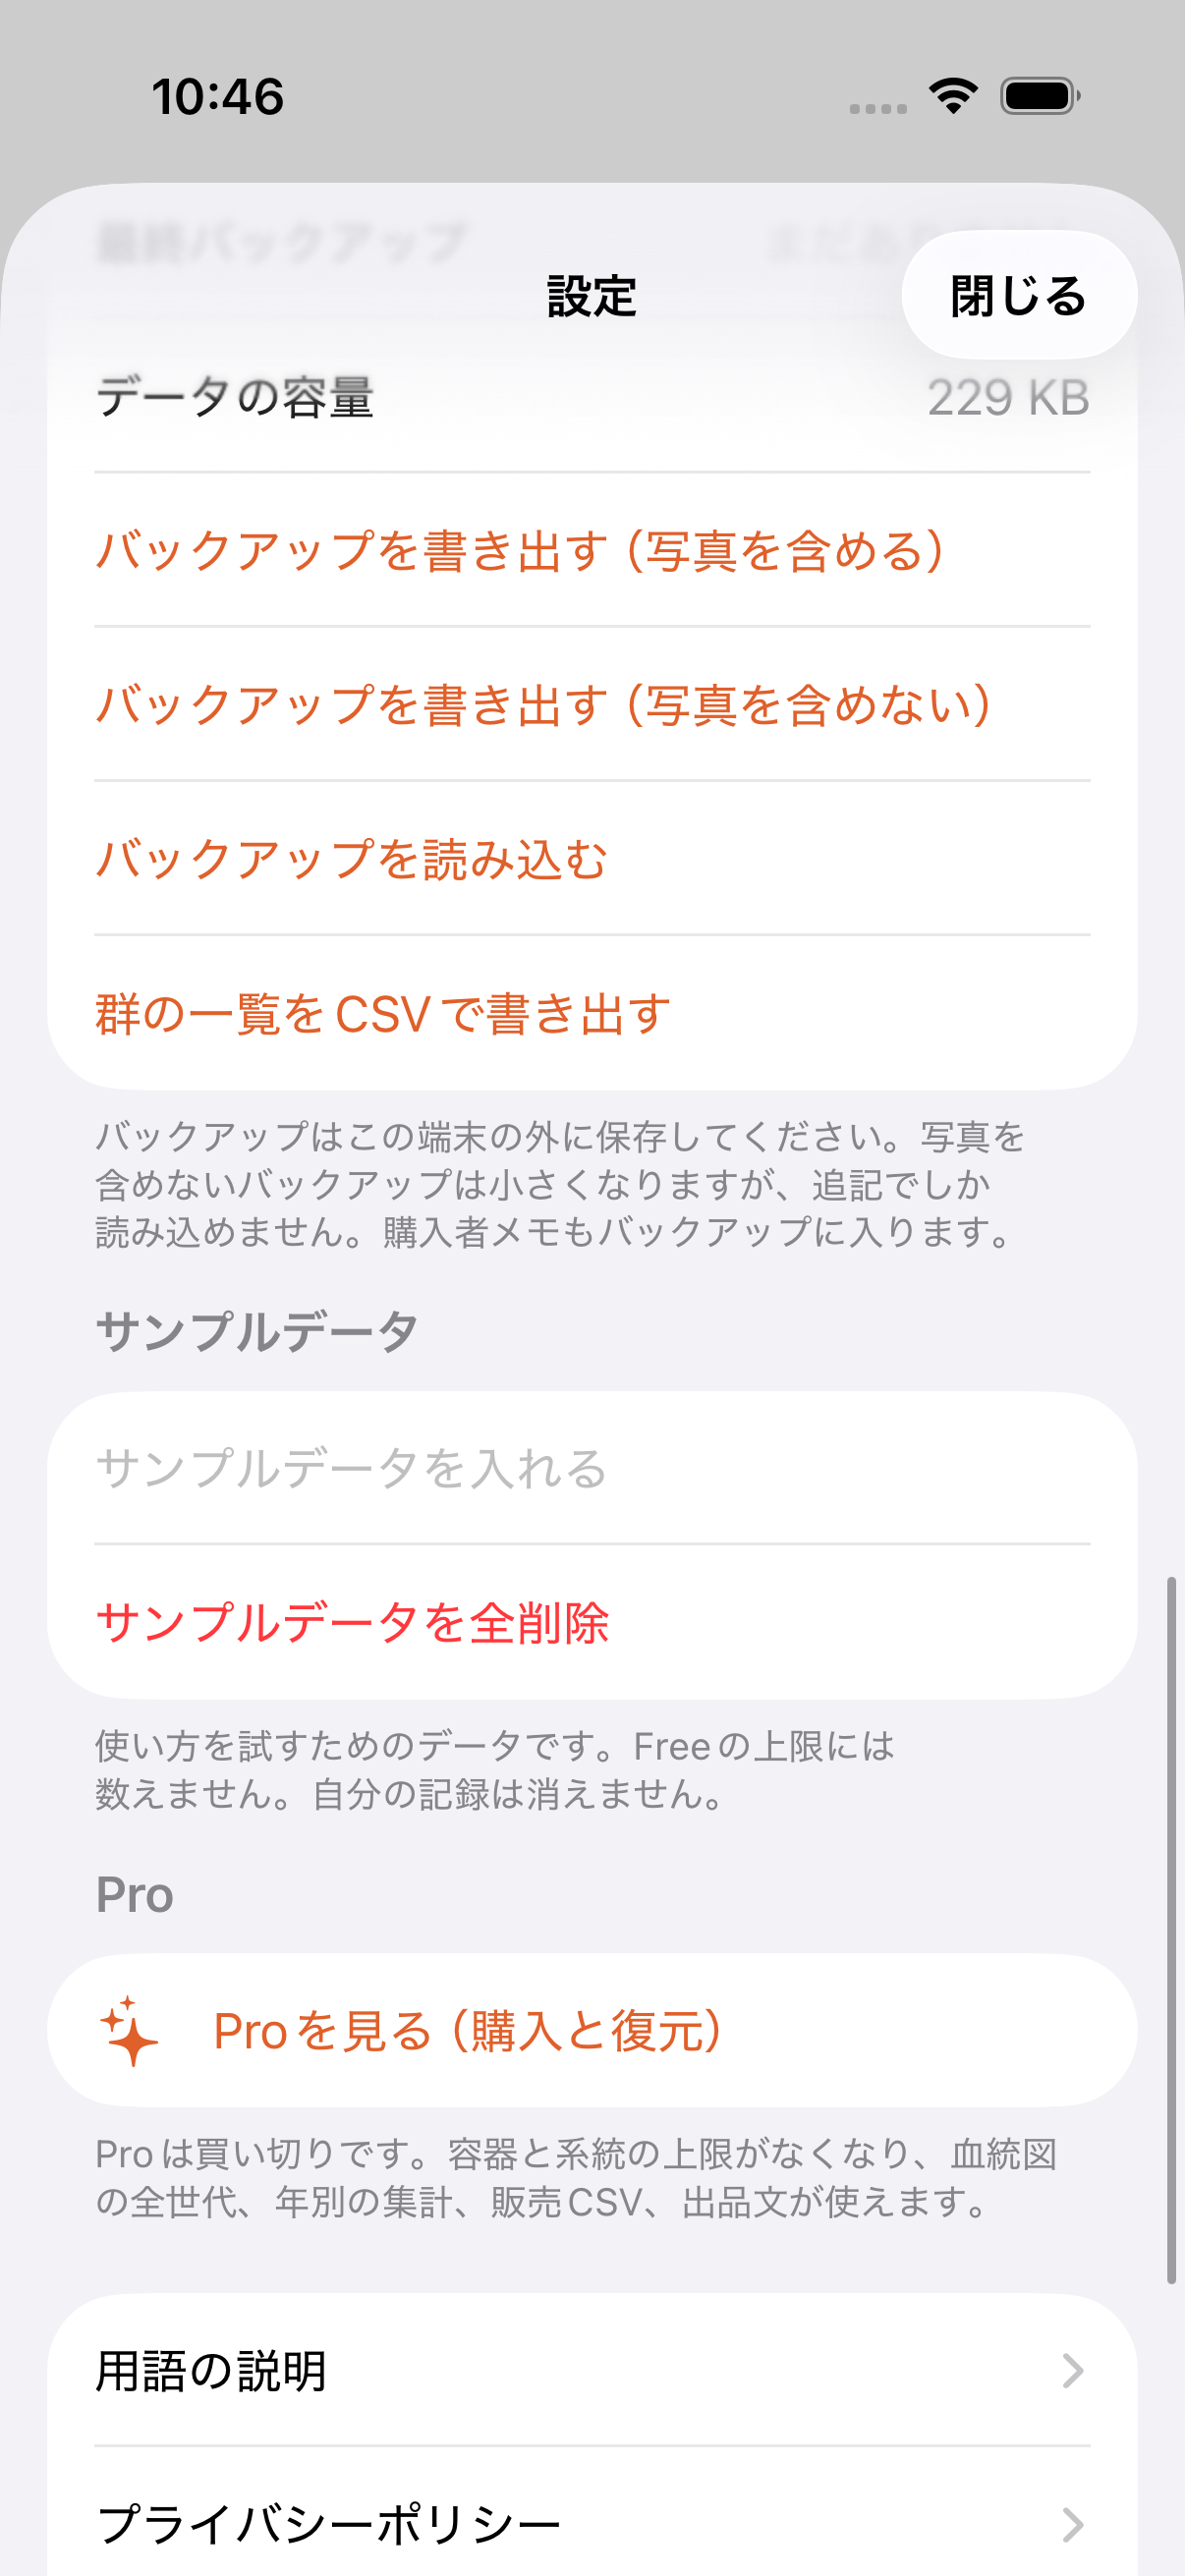 10:46
最終バックアップ
設定
閉じる
データの容量
229 KB
バックアップを書き出す（写真を含める）
バックアップを書き出す（写真を含めない）
バックアップを読み込む
群の一覧をCSVで書き出す
バックアップはこの端末の外に保存してください。写真を
含めないバックアップは小さくなりますが、追記でしか
読み込めません。購入者メモもバックアップに入ります。
サンプルデータ
サンプルデータを入れる
サンプルデータを全削除
使い方を試すためのデータです。Freeの上限には
数えません。自分の記録は消えません。
Pro
Proを見る（購入と復元）
Proは買い切りです。容器と系統の上限がなくなり、血統図
の全世代、年別の集計、販売CSV、出品文が使えます。
用語の説明
プライバシーポリシー